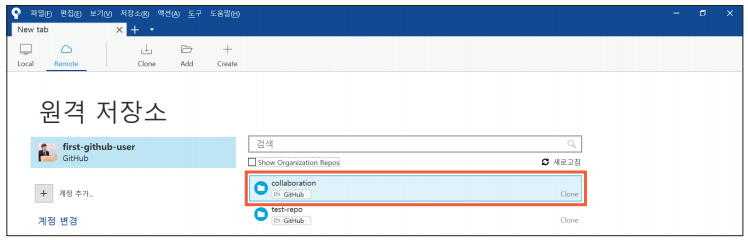 파일(F) 편집(E) 보기(V) 저장소(R) 액션(A) 도구 도움말(H)
New tab
Local Remote Clone Add Create
원격 저장소
first-github-user
GitHub
계정 추가..
계정 변경
검색
Show Organization Repos 새로고침
collaboration
GitHub Clone
test-repo
GitHub Clone